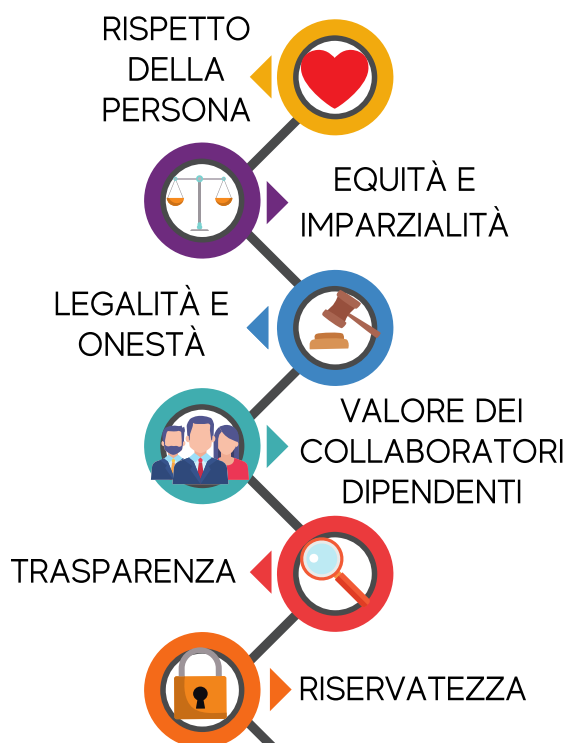 RISPETTO
DELLA
PERSONA
EQUITÀ E
IMPARZIALITÀ
LEGALITÀ E
ONESTÀ
VALORE DEI
COLLABORATORI
DIPENDENTI
TRASPARENZA
RISERVATEZZA